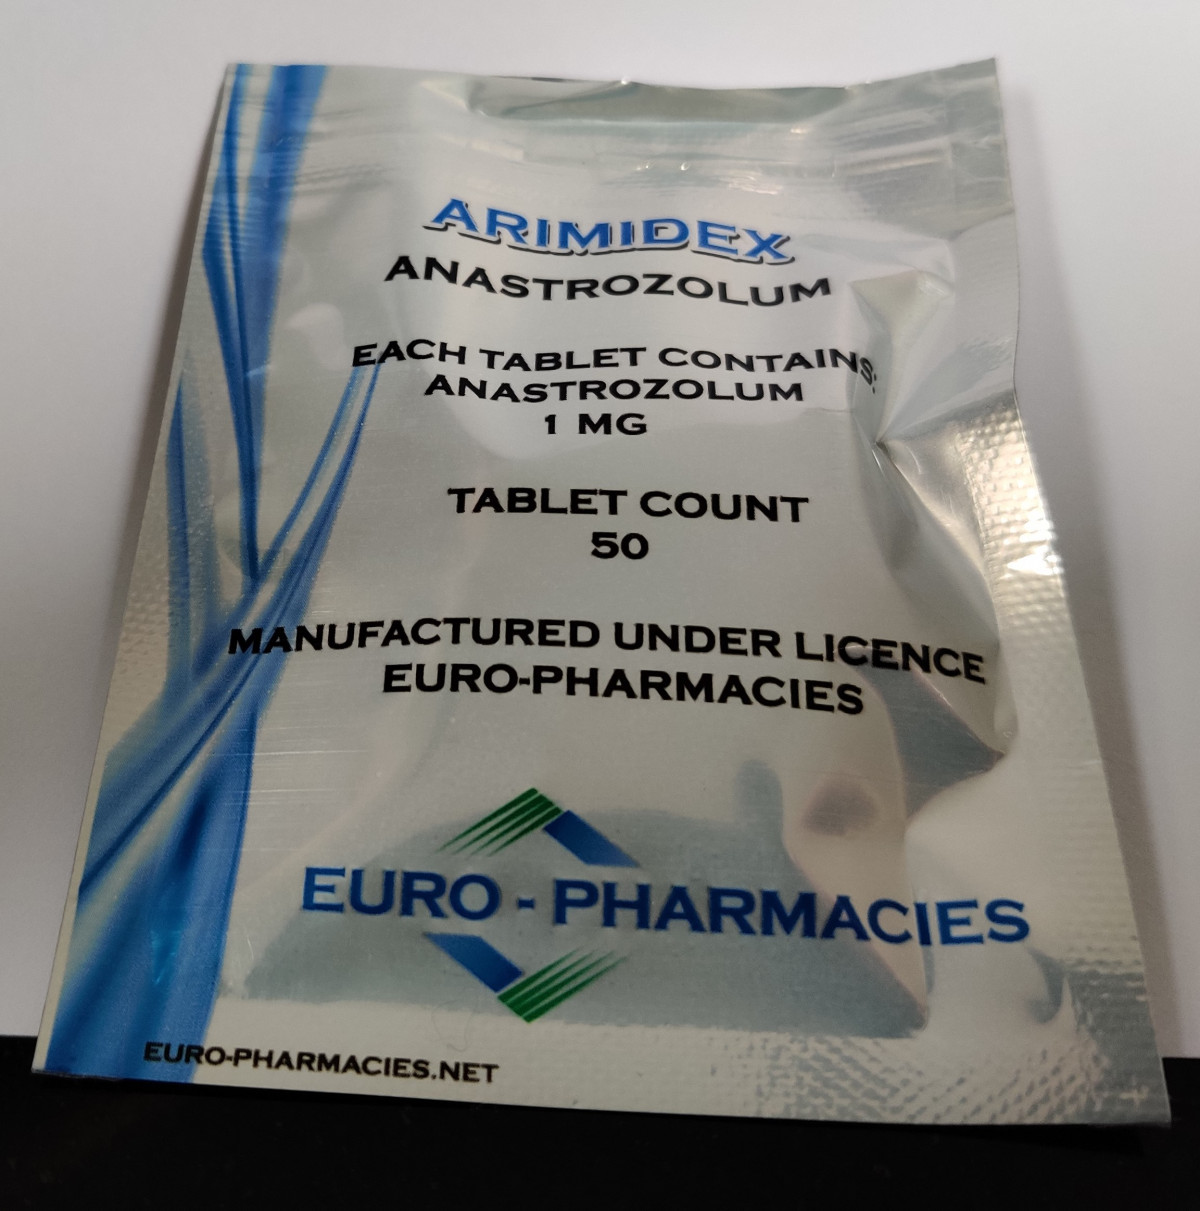 ARIMIDEX
ANASTROZOLUM
EACH TABLET CONTAINS:
ANASTROZOLUM
1 MG
TABLET COUNT
50
MANUFACTURED UNDER LICENCE
EURO-PHARMACIES
EURO - PHARMACIES
EURO-PHARMACIES.NET